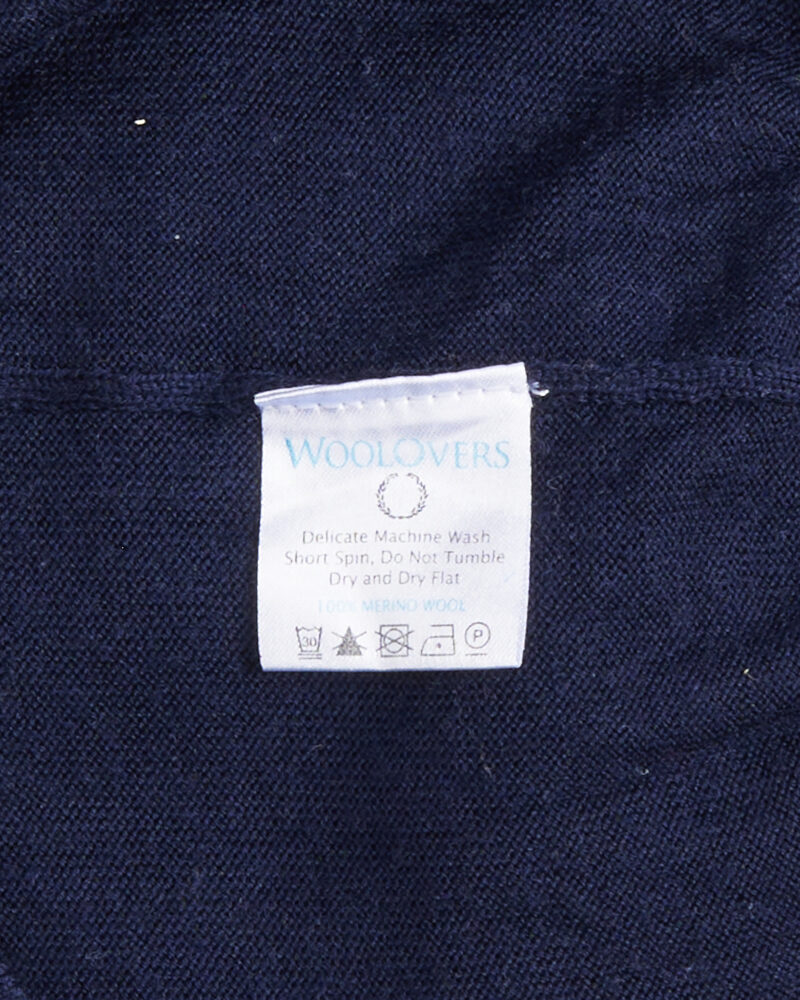 WOOLOVERS
Delicate Machine Wash
Short Spin, Do Not Tumble
Dry and Dry Flat
100% MERINO WOOL
30 P